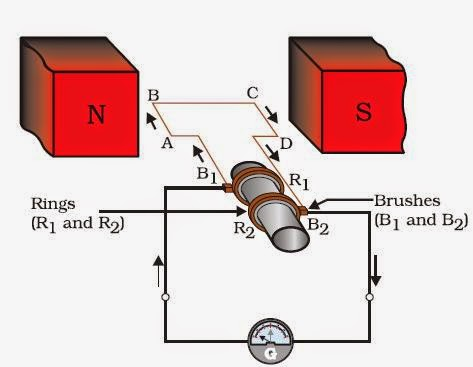 N
S
B
C
A
D
B1
R1
Rings
(R1 and R2)
Brushes
(B1 and B2)
R2
B2
G